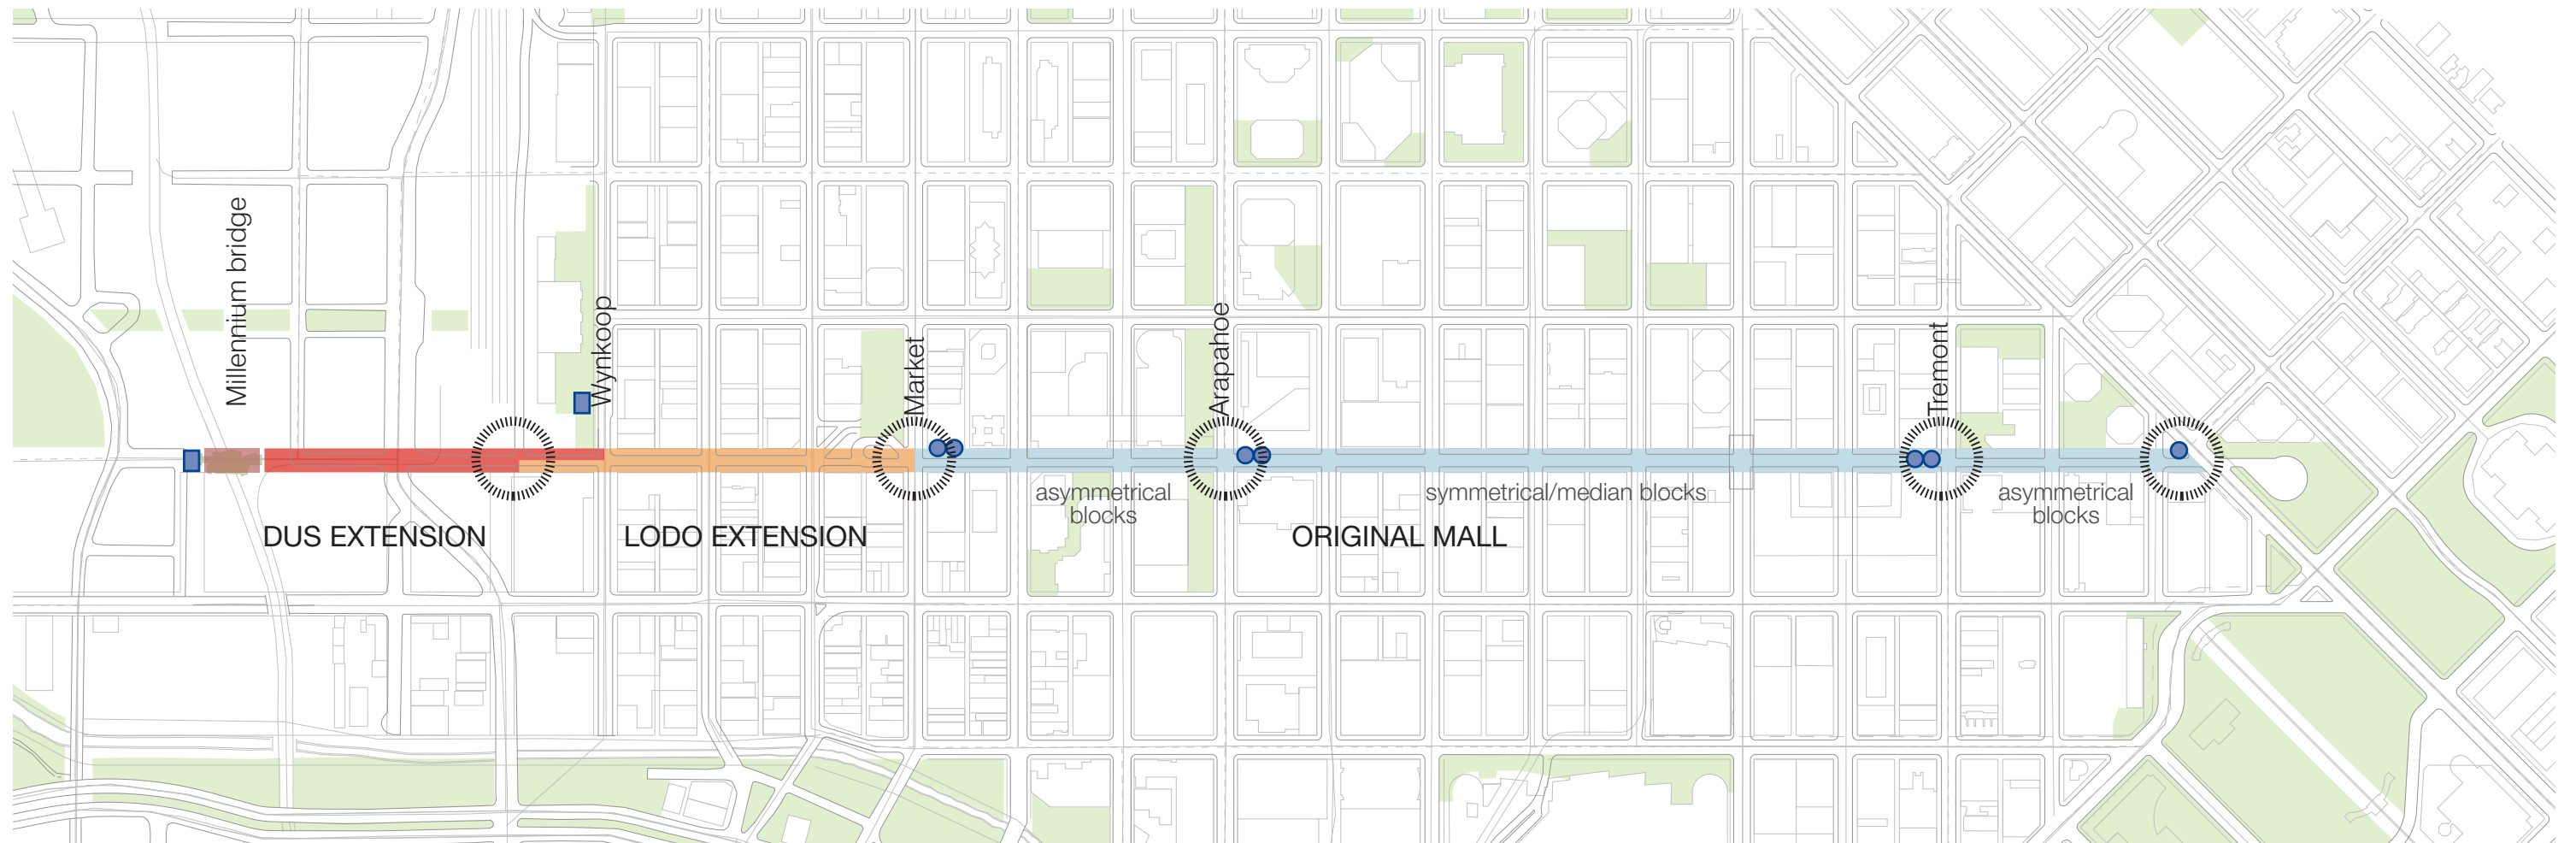 Millennium bridge
Wynkoop
Market
Arapahoe
Tremont
asymmetrical
blocks
symmetrical/median blocks
asymmetrical
blocks
DUS EXTENSION
LODO EXTENSION
ORIGINAL MALL